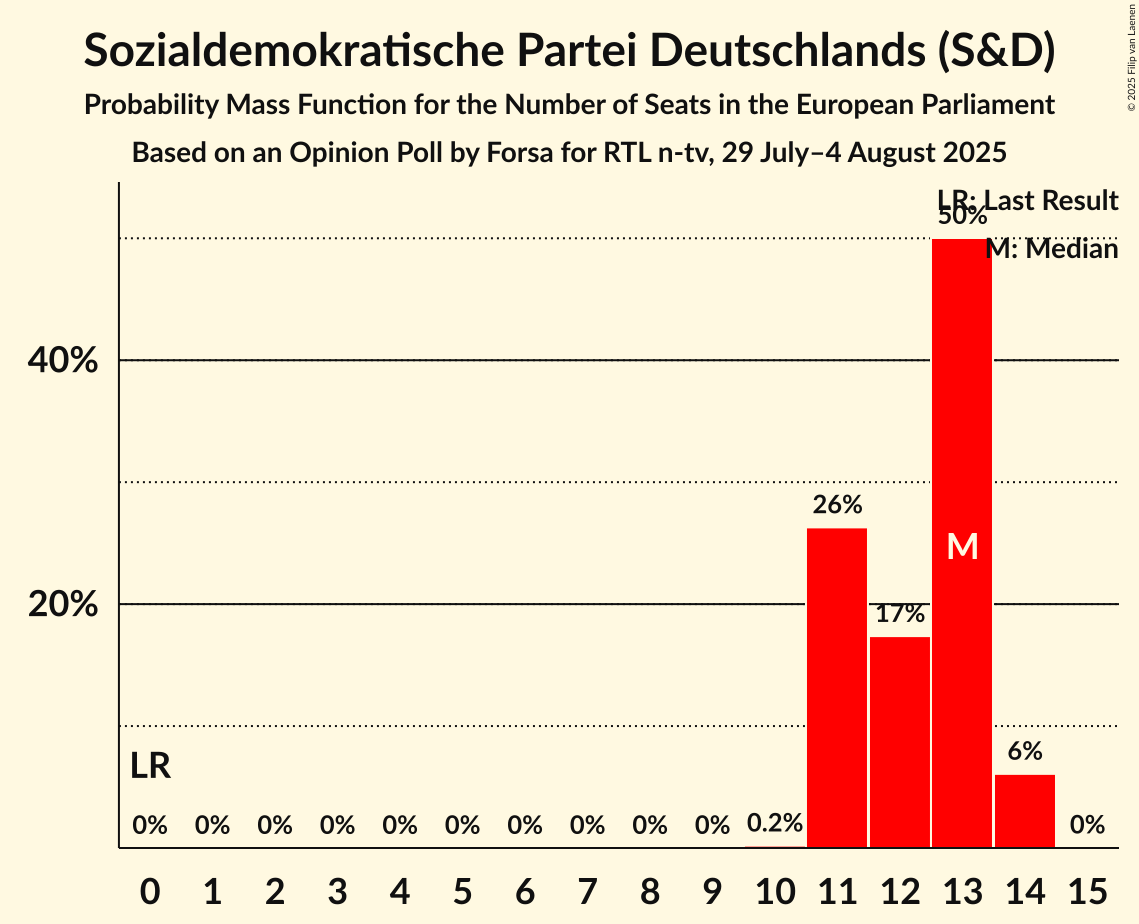 Sozialdemokratische Partei Deutschlands (S&D)
Probability Mass Function for the Number of Seats in the European Parliament
Based on an Opinion Poll by Forsa for RTL n-tv, 29 July–4 August 2025
© 2025 Filip van Laenen
LR: Last Result
M: Median
50%
40%
26%
M
20%
17%
LR
6%
0% 0% 0% 0% 0% 0% 0% 0% 0% 0% 0.2% 0%
0 1 2 3 4 5 6 7 8 9 10 11 12 13 14 15